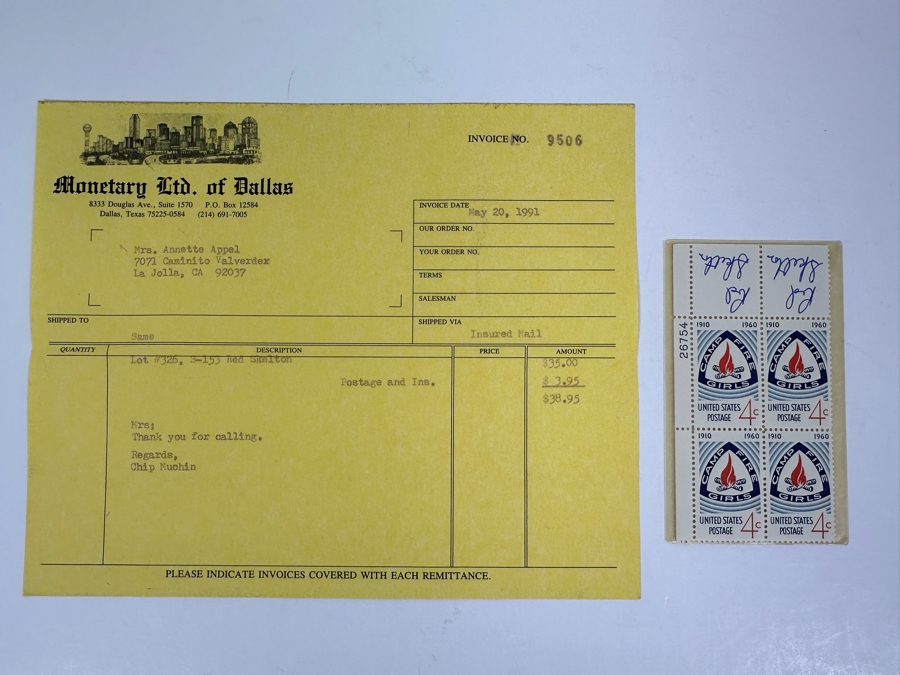 INVOICE NO. 9506
Monetary Ltd. of Dallas
8333 Douglas Ave., Suite 1570 P.O. Box 12584
Dallas, Texas 75225-0584 (214) 691-7005
INVOICE DATE May 20, 1991
OUR ORDER NO.
YOUR ORDER NO.
TERMS
SALESMAN
Mrs. Annette Appel
7071 Caminito Valverdex
La Jolla, CA 92037
SHIPPED TO Same
SHIPPED VIA Insured Mail
QUANTITY DESCRIPTION PRICE AMOUNT
Lot #326, S-153 Red Skelton $35.00
Postage and Ins. $ 3.95
$38.95
Mrs;
Thank you for calling.
Regards,
Chip Muchin
PLEASE INDICATE INVOICES COVERED WITH EACH REMITTANCE.
Red Skelton
Red Skelton
26754
1910 1960
CAMP FIRE GIRLS
UNITED STATES POSTAGE 4c
1910 1960
CAMP FIRE GIRLS
UNITED STATES POSTAGE 4c
1910 1960
CAMP FIRE GIRLS
UNITED STATES POSTAGE 4c
1910 1960
CAMP FIRE GIRLS
UNITED STATES POSTAGE 4c